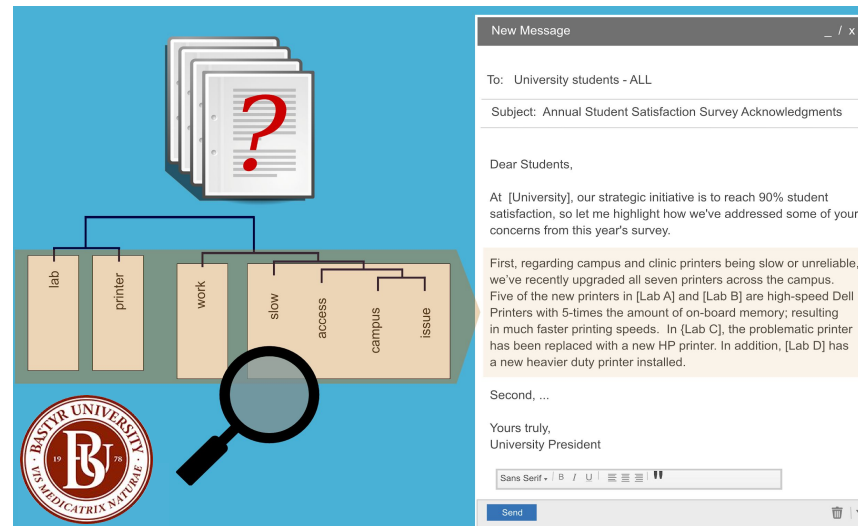 ?
lab
printer
work
slow
access
campus
issue
BASTYR UNIVERSITY
BU
19 78
VIS MEDICATRIX NATURAE
New Message _ / x
To: University students - ALL
Subject: Annual Student Satisfaction Survey Acknowledgments
Dear Students,
At [University], our strategic initiative is to reach 90% student
satisfaction, so let me highlight how we've addressed some of your
concerns from this year's survey.
First, regarding campus and clinic printers being slow or unreliable,
we've recently upgraded all seven printers across the campus.
Five of the new printers in [Lab A] and [Lab B] are high-speed Dell
Printers with 5-times the amount of on-board memory; resulting
in much faster printing speeds. In {Lab C], the problematic printer
has been replaced with a new HP printer. In addition, [Lab D] has
a new heavier duty printer installed.
Second, ...
Yours truly,
University President
Sans Serif B I U "
Send